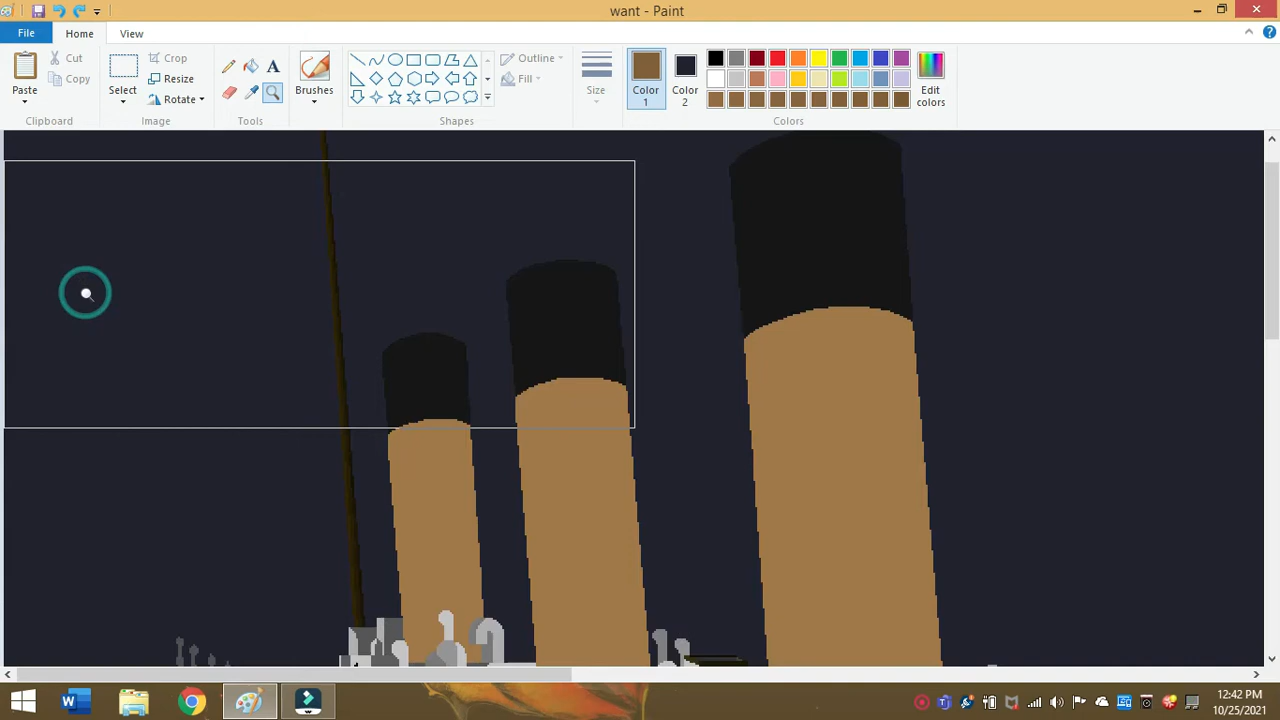 want - Paint
File Home View
Paste
Cut
Copy
Clipboard
Select
Crop
Resize
Rotate
Image
A
Tools
Brushes
Outline
Fill
Shapes
Size
Color 1
Color 2
Edit colors
Colors
12:42 PM
10/25/2021